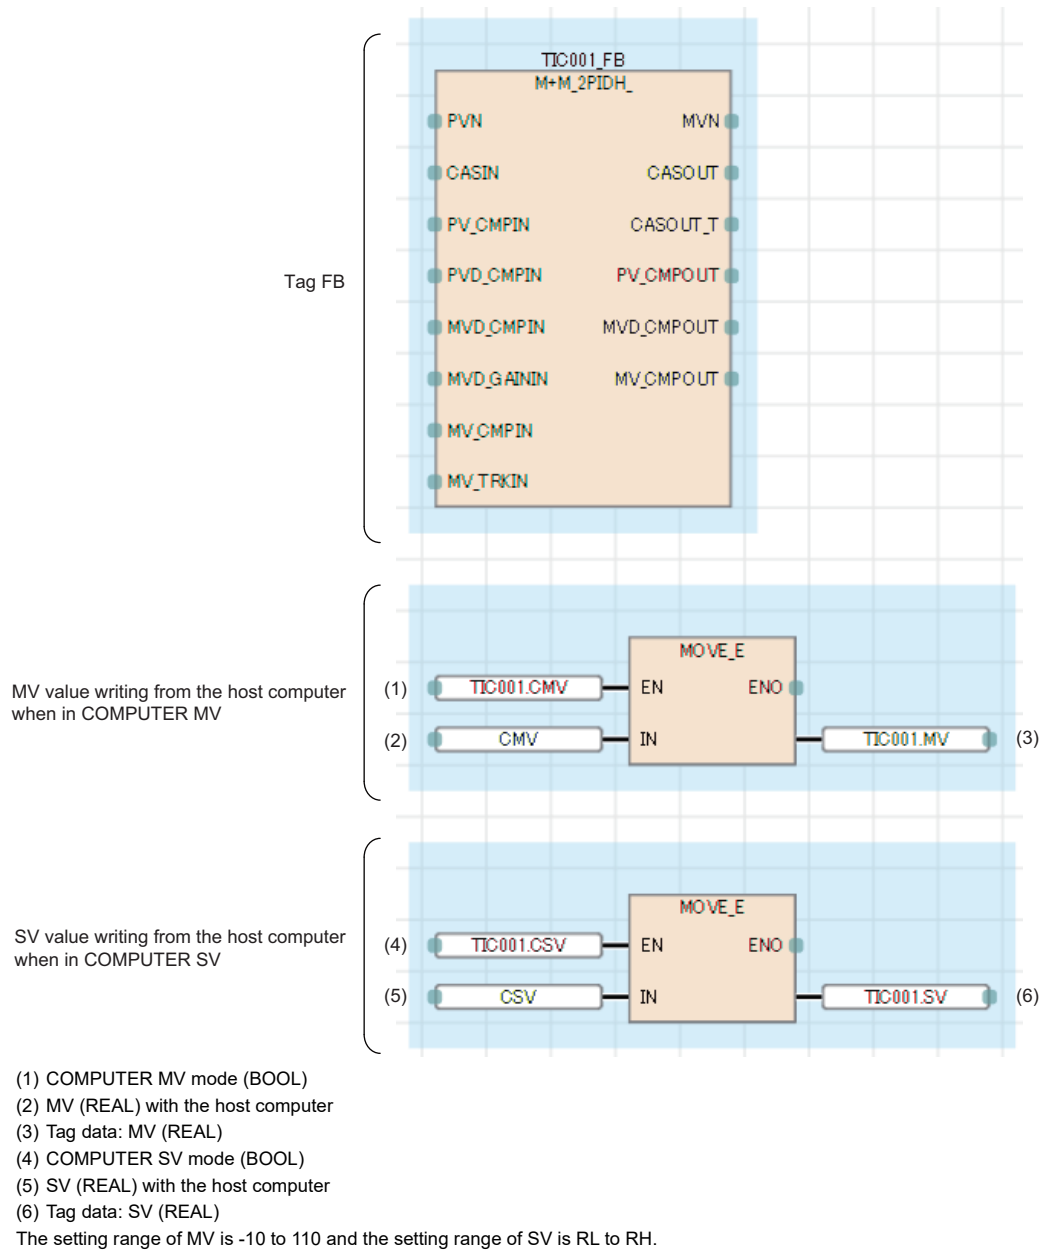 TIC001_FB
M+M_2PIDH_
PVN MVN
CASIN CASOUT
PV_CMPIN CASOUT_T
Tag FB
PVD_CMPIN PV_CMPOUT
MVD_CMPIN MVD_CMPOUT
MVD_GAININ MV_CMPOUT
MV_CMPIN
MV_TRKIN
MV value writing from the host computer
when in COMPUTER MV
MOVE_E
(1) TIC001.CMV EN ENO
(2) CMV IN TIC001.MV (3)
SV value writing from the host computer
when in COMPUTER SV
MOVE_E
(4) TIC001.CSV EN ENO
(5) CSV IN TIC001.SV (6)
(1) COMPUTER MV mode (BOOL)
(2) MV (REAL) with the host computer
(3) Tag data: MV (REAL)
(4) COMPUTER SV mode (BOOL)
(5) SV (REAL) with the host computer
(6) Tag data: SV (REAL)
The setting range of MV is -10 to 110 and the setting range of SV is RL to RH.